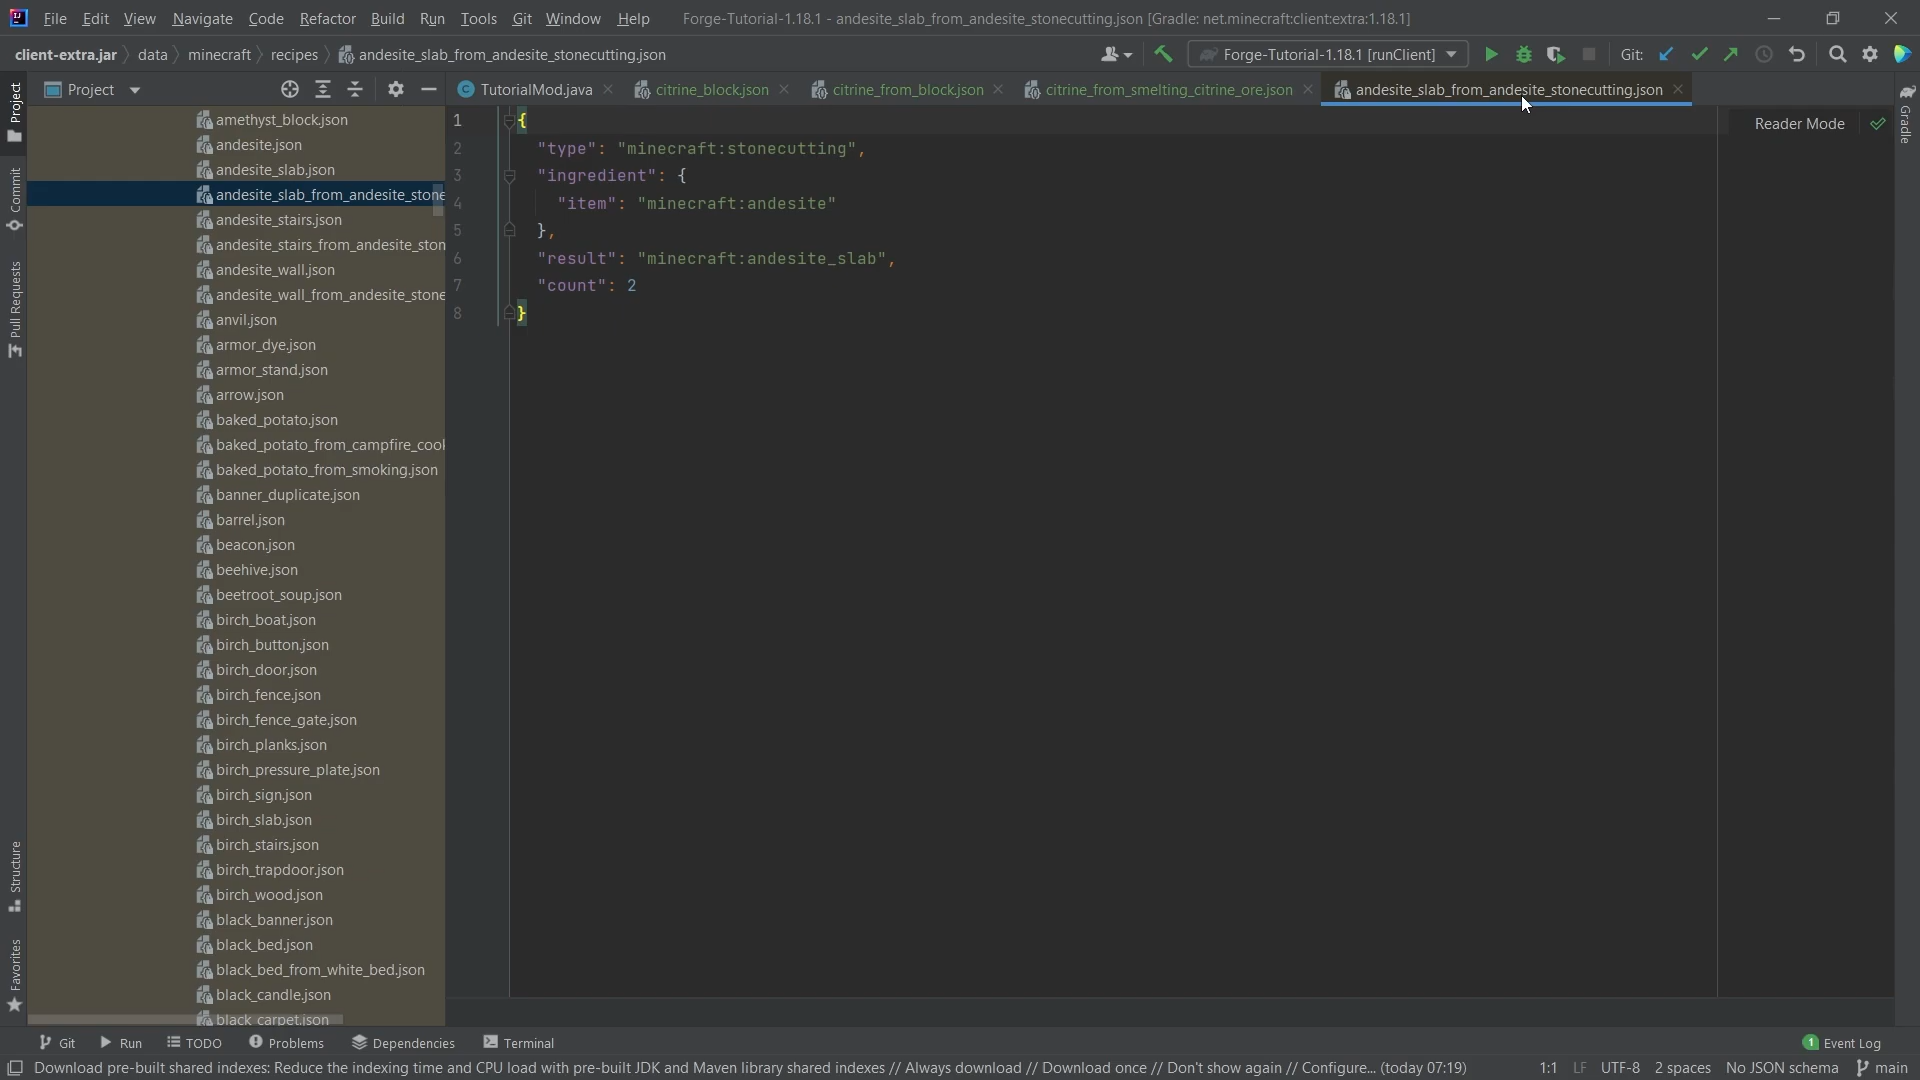 File Edit View Navigate Code Refactor Build Run Tools Git Window Help Forge-Tutorial-1.18.1 - andesite_slab_from_andesite_stonecutting.json [Gradle: net.minecraft:client:extra:1.18.1]
client-extra.jar data minecraft recipes andesite_slab_from_andesite_stonecutting.json Forge-Tutorial-1.18.1 [runClient] Git:
Project TutorialMod.java citrine_block.json citrine_from_block.json citrine_from_smelting_citrine_ore.json andesite_slab_from_andesite_stonecutting.json
Project
Commit
Pull Requests
Structure
Favorites
Gradle
amethyst_block.json
andesite.json
andesite_slab.json
andesite_slab_from_andesite_stone
andesite_stairs.json
andesite_stairs_from_andesite_ston
andesite_wall.json
andesite_wall_from_andesite_stone
anvil.json
armor_dye.json
armor_stand.json
arrow.json
baked_potato.json
baked_potato_from_campfire_cool
baked_potato_from_smoking.json
banner_duplicate.json
barrel.json
beacon.json
beehive.json
beetroot_soup.json
birch_boat.json
birch_button.json
birch_door.json
birch_fence.json
birch_fence_gate.json
birch_planks.json
birch_pressure_plate.json
birch_sign.json
birch_slab.json
birch_stairs.json
birch_trapdoor.json
birch_wood.json
black_banner.json
black_bed.json
black_bed_from_white_bed.json
black_candle.json
black_carpet.json
1 {
2 "type": "minecraft:stonecutting",
3 "ingredient": {
4 "item": "minecraft:andesite"
5 },
6 "result": "minecraft:andesite_slab",
7 "count": 2
8 }
Reader Mode
Git Run TODO Problems Dependencies Terminal 1 Event Log
Download pre-built shared indexes: Reduce the indexing time and CPU load with pre-built JDK and Maven library shared indexes // Always download // Download once // Don't show again // Configure... (today 07:19) 1:1 LF UTF-8 2 spaces No JSON schema main